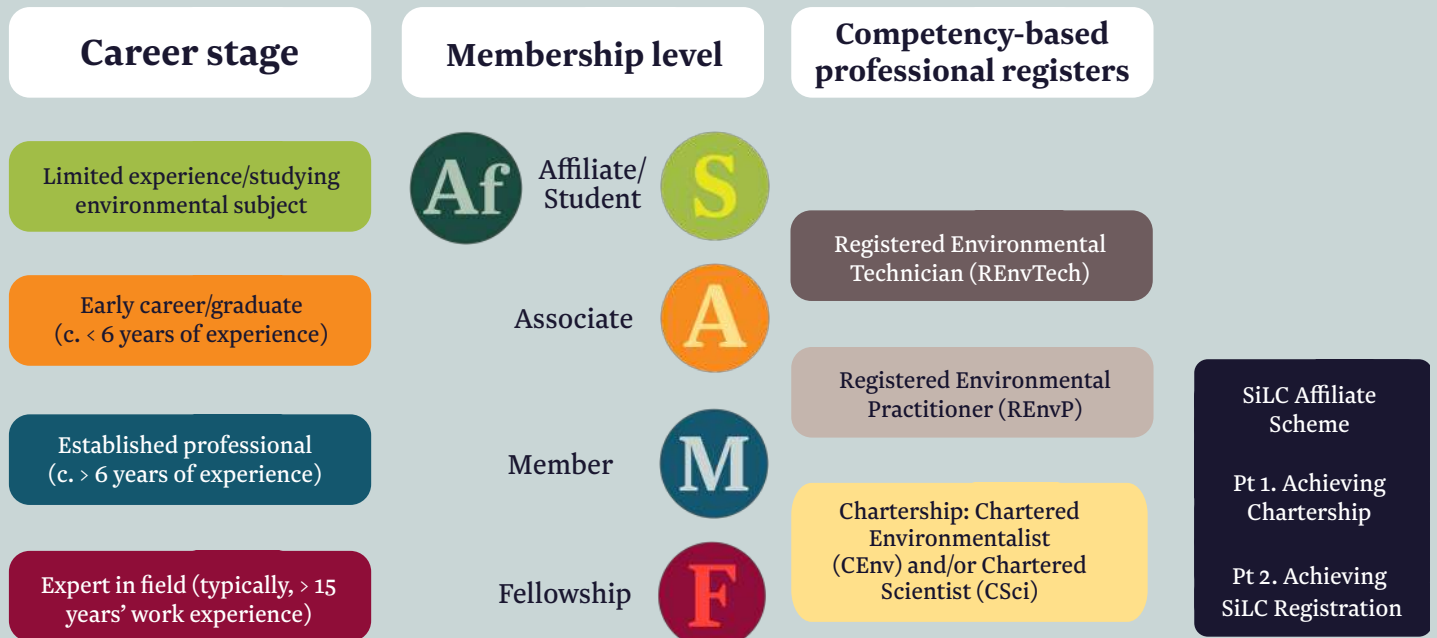 Career stage
Membership level
Competency-based
professional registers
Limited experience/studying
environmental subject
Af
Affiliate/
Student
S
Registered Environmental
Technician (REnvTech)
Early career/graduate
(c. < 6 years of experience)
Associate
A
Registered Environmental
Practitioner (REnvP)
SiLC Affiliate
Scheme
Pt 1. Achieving
Chartership
Pt 2. Achieving
SiLC Registration
Established professional
(c. > 6 years of experience)
Member
M
Chartership: Chartered
Environmentalist
(CEnv) and/or Chartered
Scientist (CSci)
Expert in field (typically, > 15
years’ work experience)
Fellowship
F